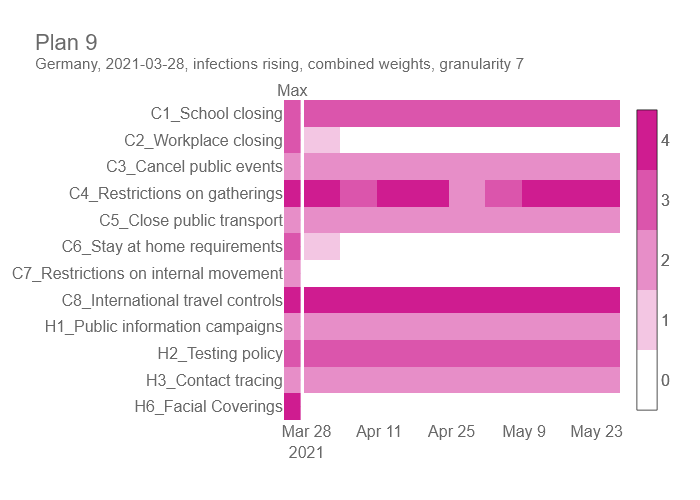 Plan 9
Germany, 2021-03-28, infections rising, combined weights, granularity 7
Max
C1_School closing
C2_Workplace closing
C3_Cancel public events
C4_Restrictions on gatherings
C5_Close public transport
C6_Stay at home requirements
C7_Restrictions on internal movement
C8_International travel controls
H1_Public information campaigns
H2_Testing policy
H3_Contact tracing
H6_Facial Coverings
4
3
2
1
0
Mar 28 Apr 11 Apr 25 May 9 May 23
2021